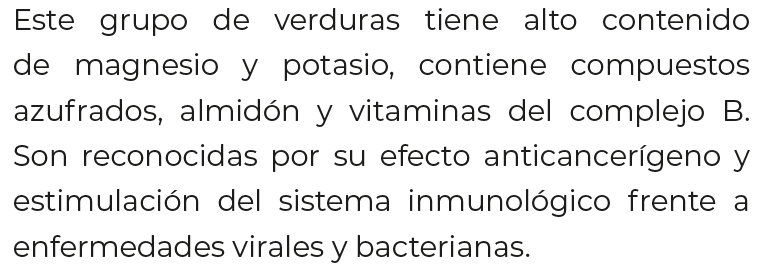 Este grupo de verduras tiene alto contenido
de magnesio y potasio, contiene compuestos
azufrados, almidón y vitaminas del complejo B.
Son reconocidas por su efecto anticancerígeno y
estimulación del sistema inmunológico frente a
enfermedades virales y bacterianas.